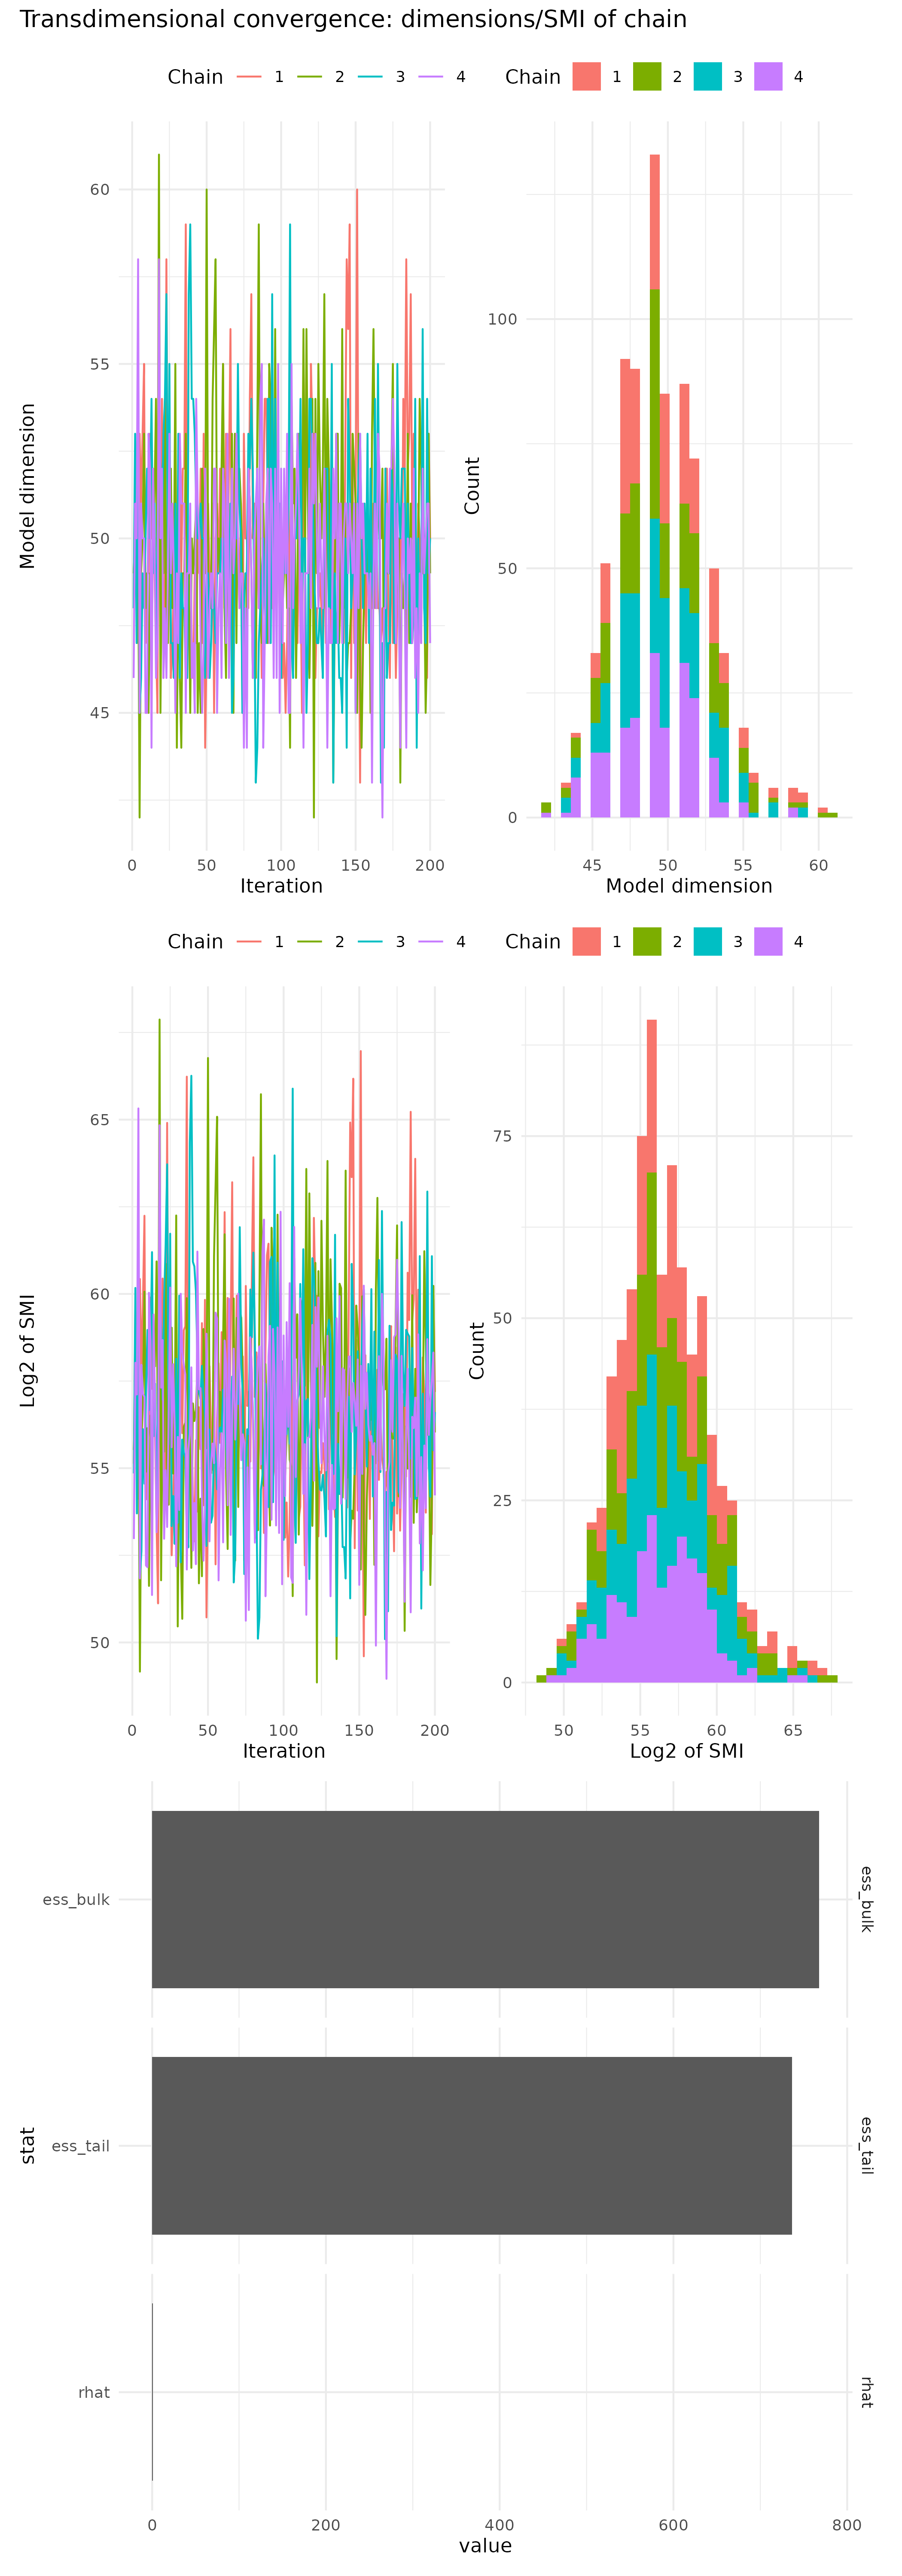 Transdimensional convergence: dimensions/SMI of chain
Chain 1 2 3 4
Chain 1 2 3 4
60
55
50
45
Model dimension
0 50 100 150 200
Iteration
100
50
0
Count
45 50 55 60
Model dimension
Chain 1 2 3 4
Chain 1 2 3 4
65
60
55
50
Log2 of SMI
0 50 100 150 200
Iteration
75
50
25
0
Count
50 55 60 65
Log2 of SMI
ess_bulk
ess_bulk
stat
ess_tail
ess_tail
rhat
rhat
0 200 400 600 800
value